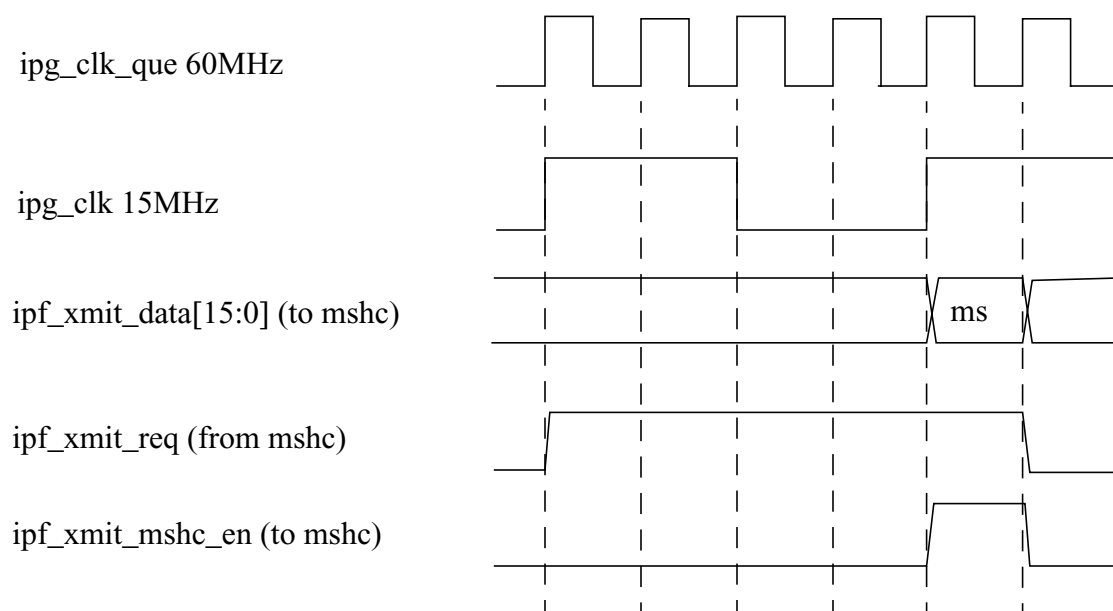 ipg_clk_que 60MHz
ipg_clk 15MHz
ipf_xmit_data[15:0] (to mshc)
ms
ipf_xmit_req (from mshc)
ipf_xmit_mshc_en (to mshc)